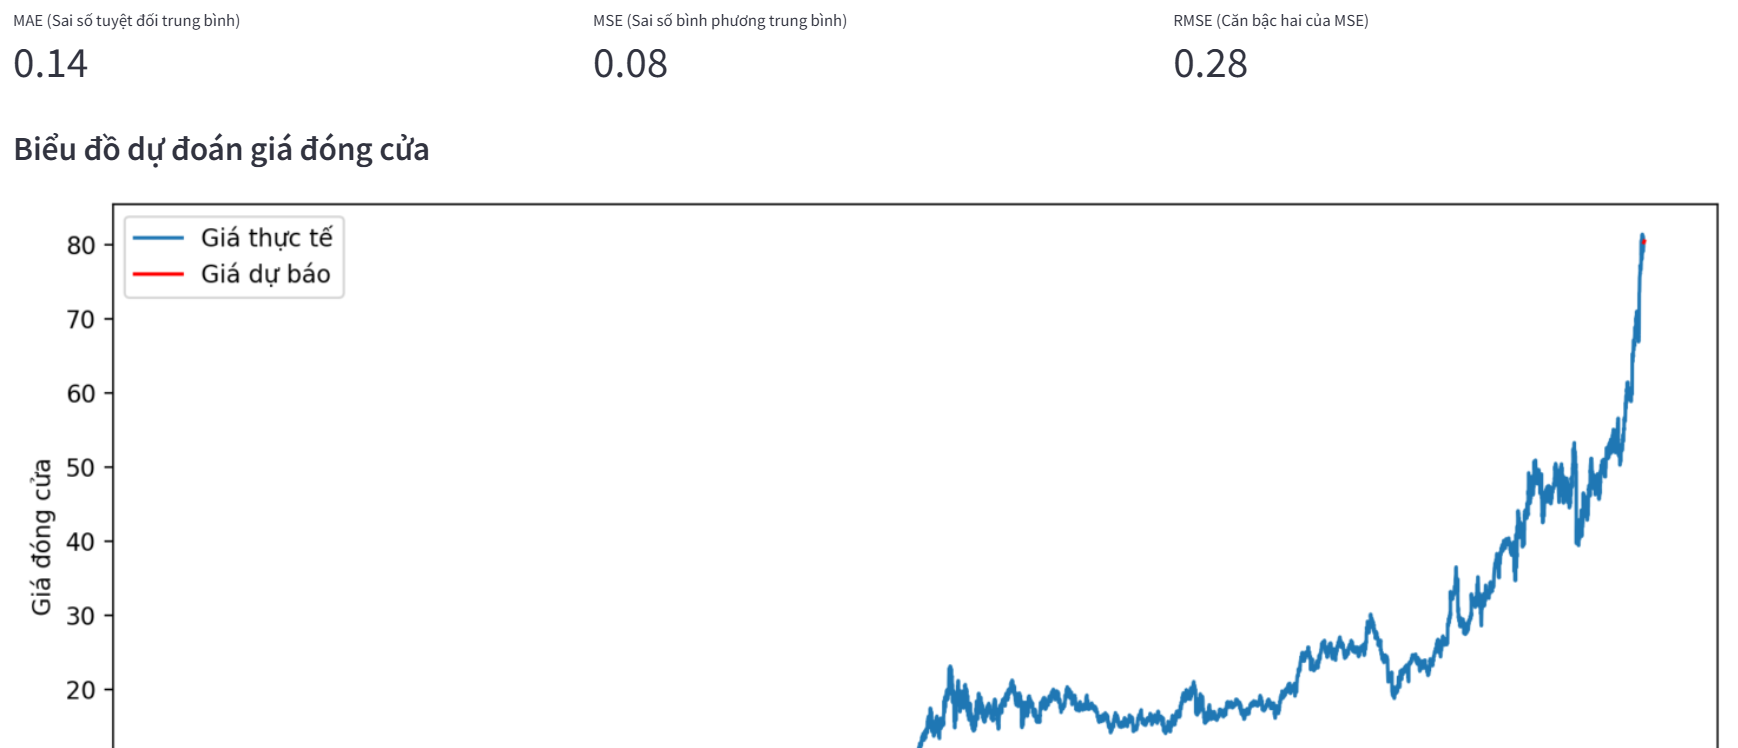 MAE (Sai số tuyệt đối trung bình)
0.14
MSE (Sai số bình phương trung bình)
0.08
RMSE (Căn bậc hai của MSE)
0.28
Biểu đồ dự đoán giá đóng cửa
Giá thực tế
Giá dự báo
80
70
60
50
40
30
20
Giá đóng cửa